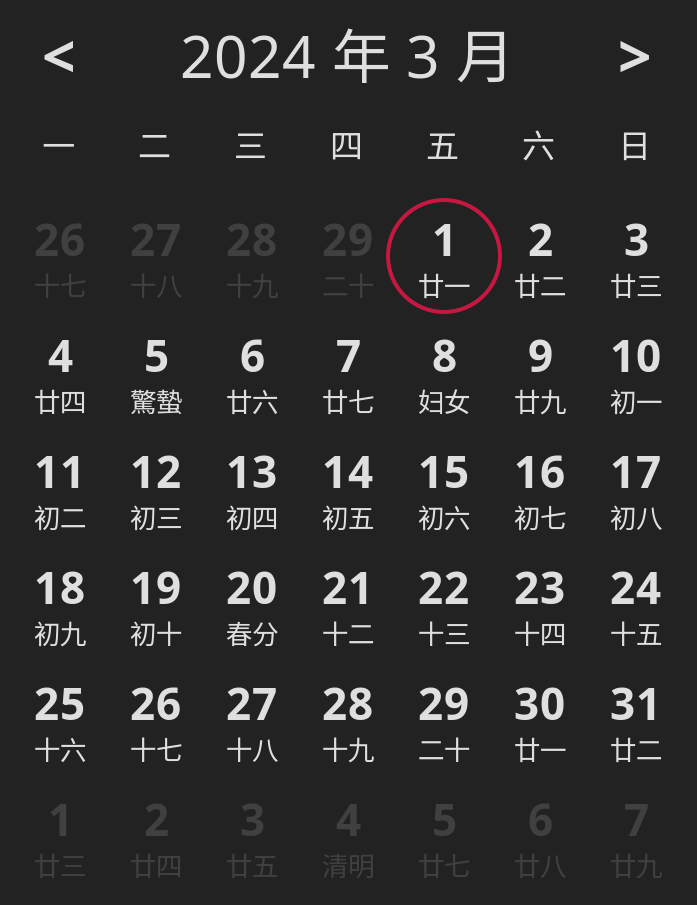 < 2024 年 3 月 >
一 二 三 四 五 六 日
26 27 28 29 1 2 3
十七 十八 十九 二十 廿一 廿二 廿三
4 5 6 7 8 9 10
廿四 驚蟄 廿六 廿七 妇女 廿九 初一
11 12 13 14 15 16 17
初二 初三 初四 初五 初六 初七 初八
18 19 20 21 22 23 24
初九 初十 春分 十二 十三 十四 十五
25 26 27 28 29 30 31
十六 十七 十八 十九 二十 廿一 廿二
1 2 3 4 5 6 7
廿三 廿四 廿五 清明 廿七 廿八 廿九